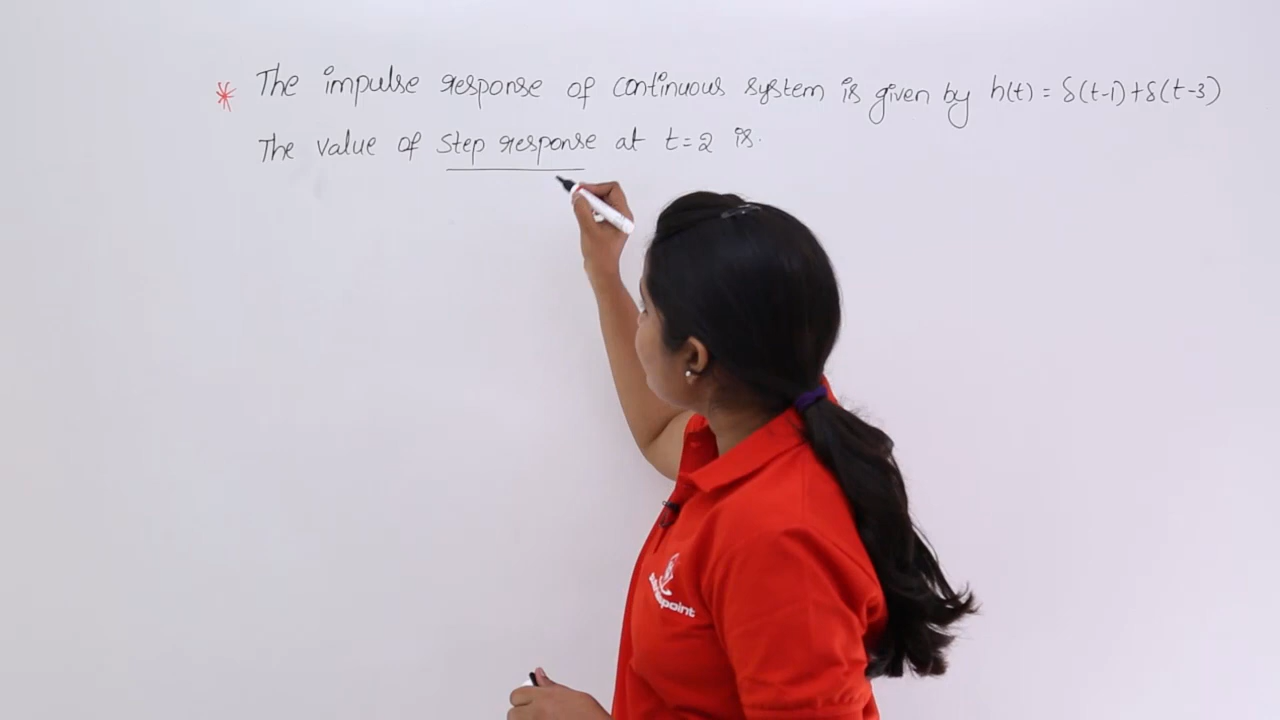 * The impulse response of continuous system is given by h(t) = δ(t-1)+δ(t-3)
The value of step response at t=2 is.
point